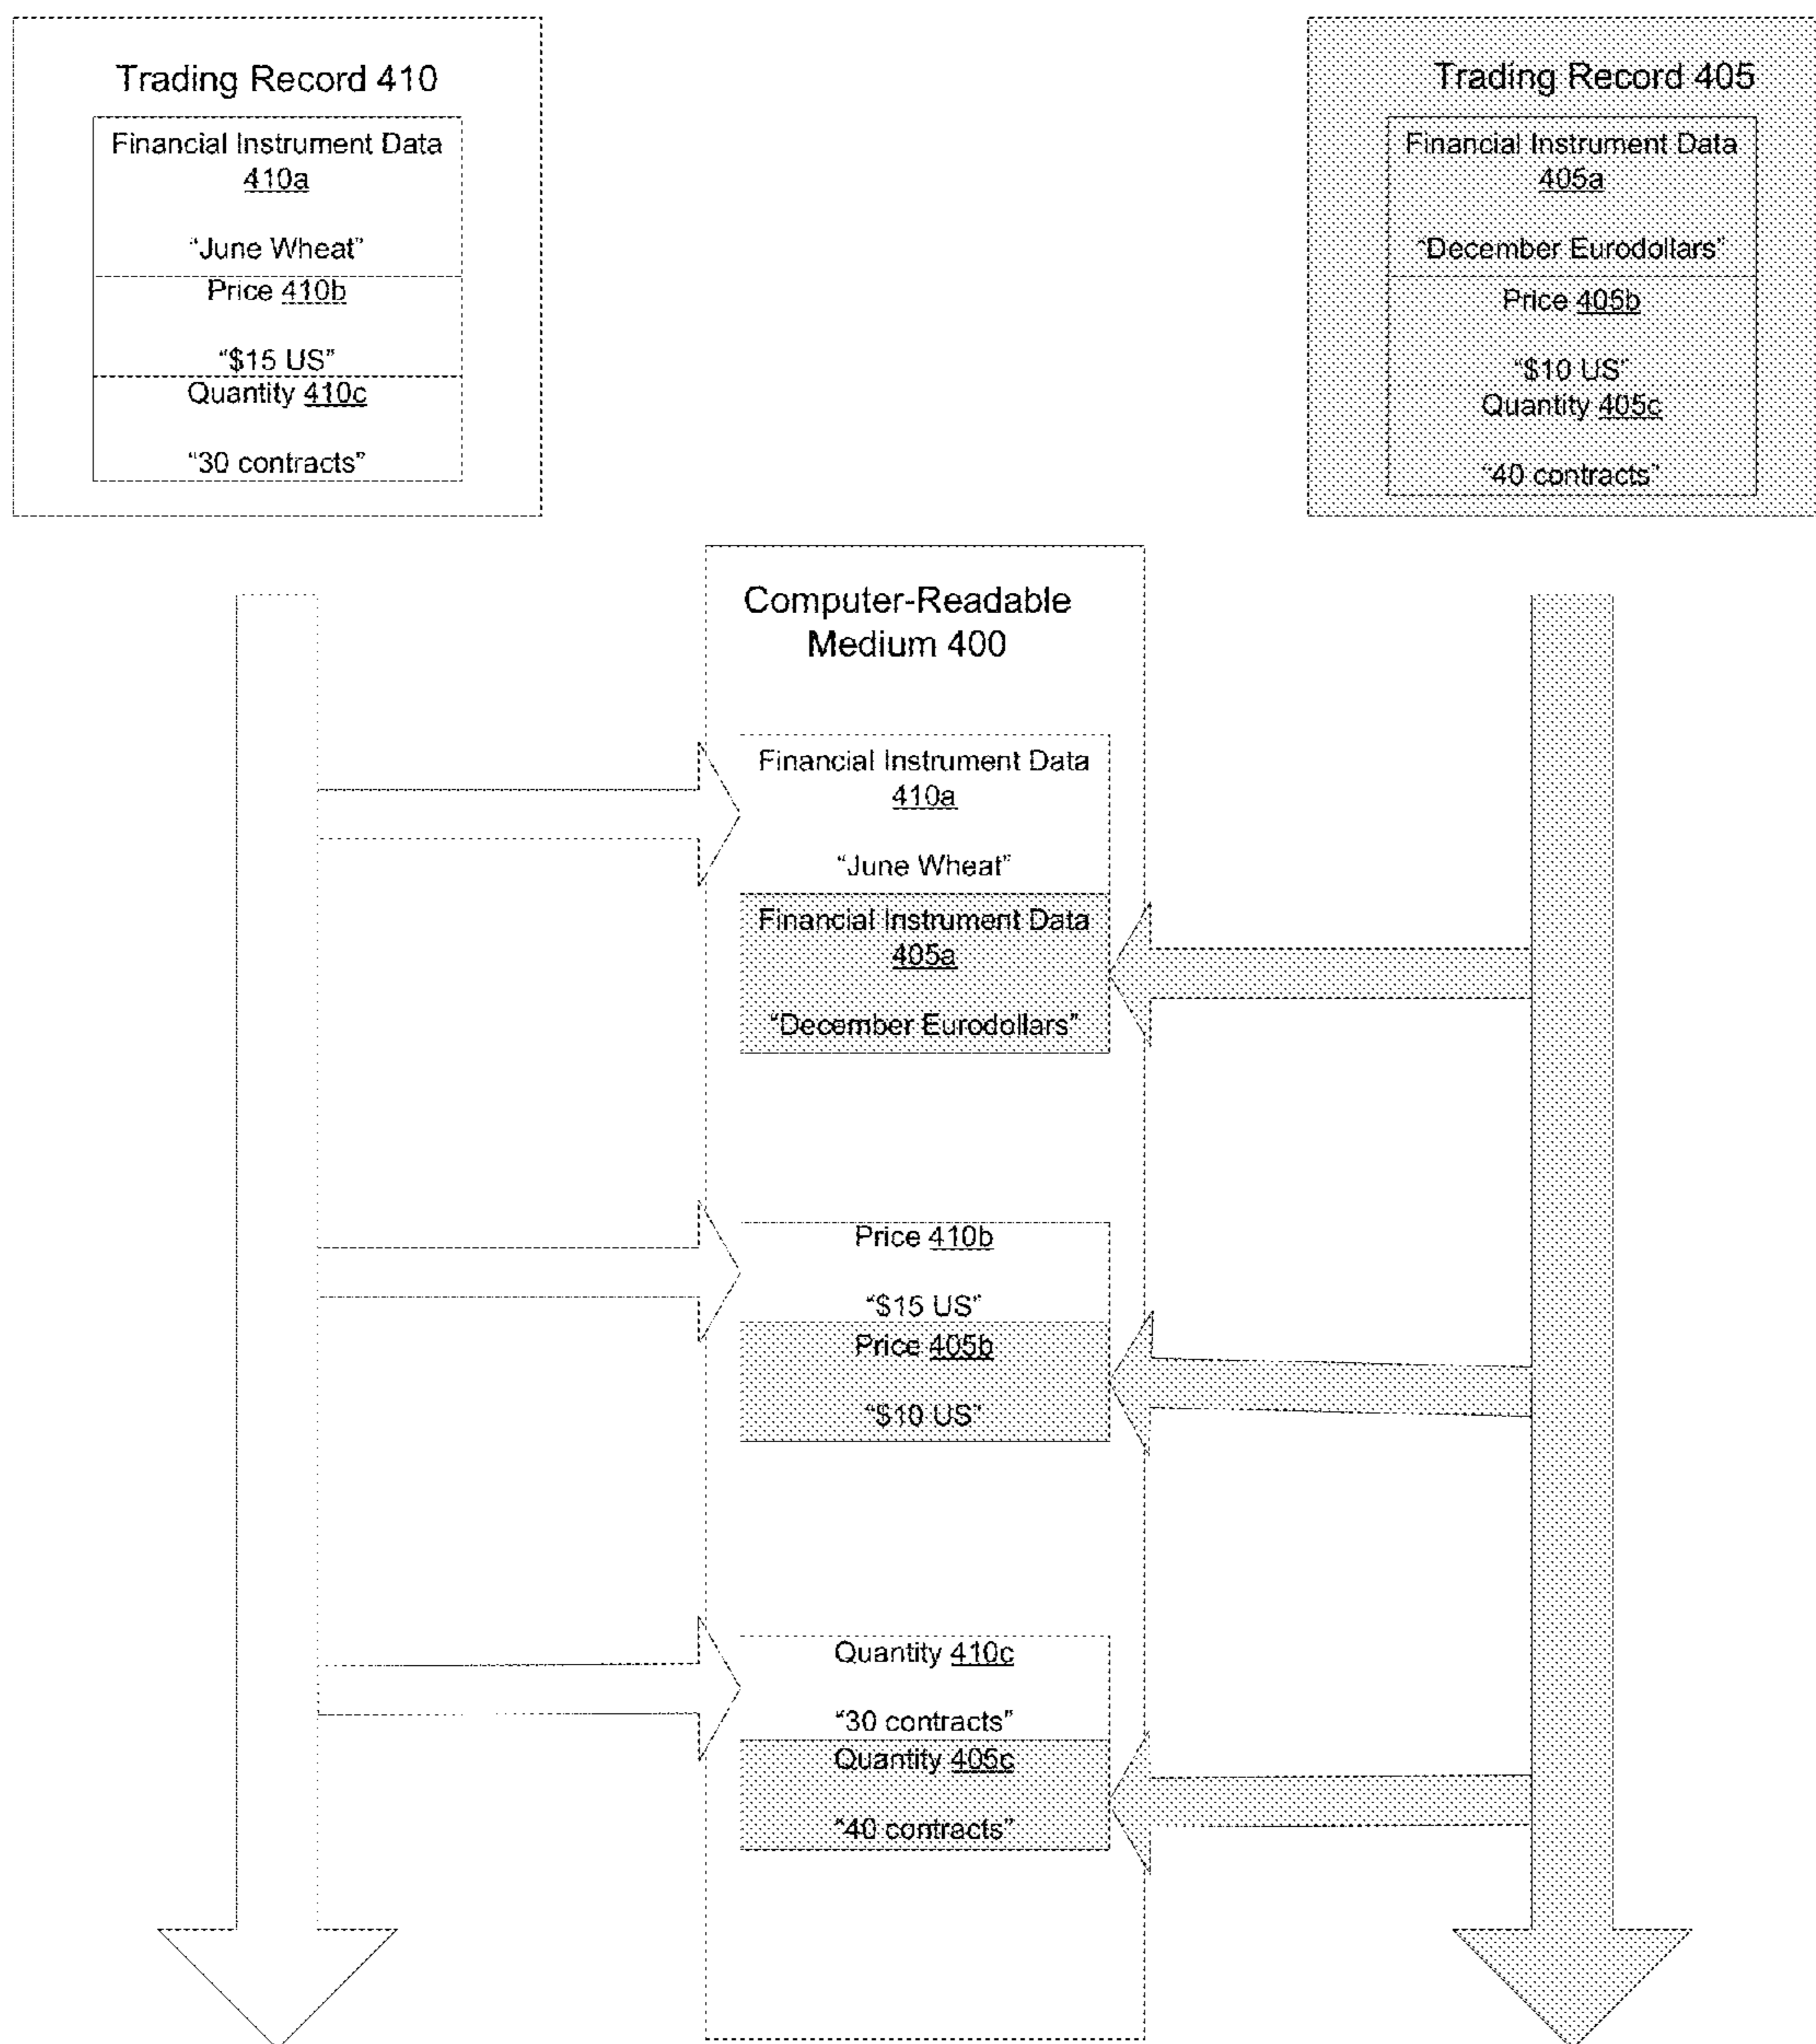 Trading Record 410
Financial Instrument Data
410a
“June Wheat”
Price 410b
“$15 US”
Quantity 410c
“30 contracts”
Trading Record 405
Financial Instrument Data
405a
“December Eurodollars”
Price 405b
“$10 US”
Quantity 405c
“40 contracts”
Computer-Readable
Medium 400
Financial Instrument Data
410a
“June Wheat”
Financial Instrument Data
405a
“December Eurodollars”
Price 410b
“$15 US”
Price 405b
“$10 US”
Quantity 410c
“30 contracts”
Quantity 405c
“40 contracts”